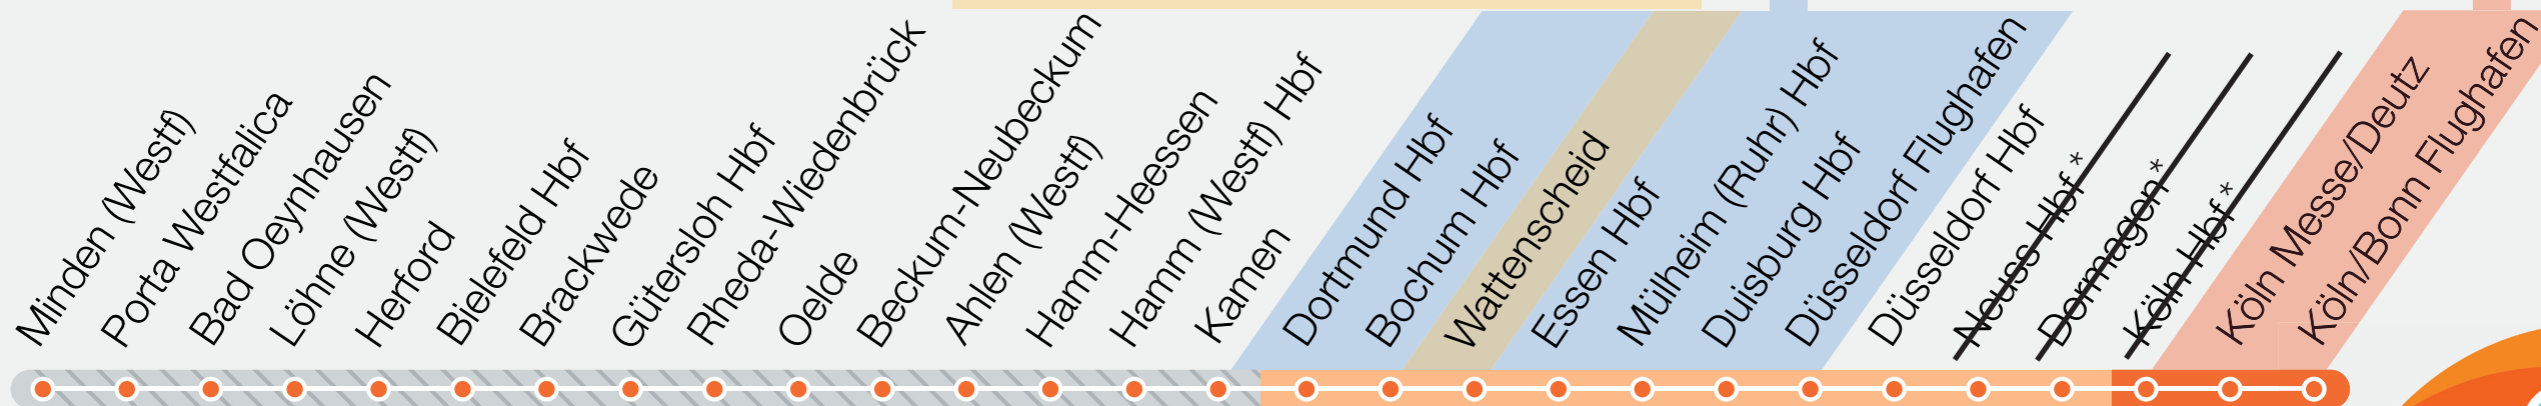 Minden (Westf)
Porta Westfalica
Bad Oeynhausen
Löhne (Westf)
Herford
Bielefeld Hbf
Brackwede
Gütersloh Hbf
Rheda-Wiedenbrück
Oelde
Beckum-Neubeckum
Ahlen (Westf)
Hamm-Heessen
Hamm (Westf) Hbf
Kamen
Dortmund Hbf
Bochum Hbf
Wattenscheid
Essen Hbf
Mülheim (Ruhr) Hbf
Duisburg Hbf
Düsseldorf Flughafen
Düsseldorf Hbf
Neuss Hbf*
Dormagen*
Köln Hbf*
Köln Messe/Deutz
Köln/Bonn Flughafen